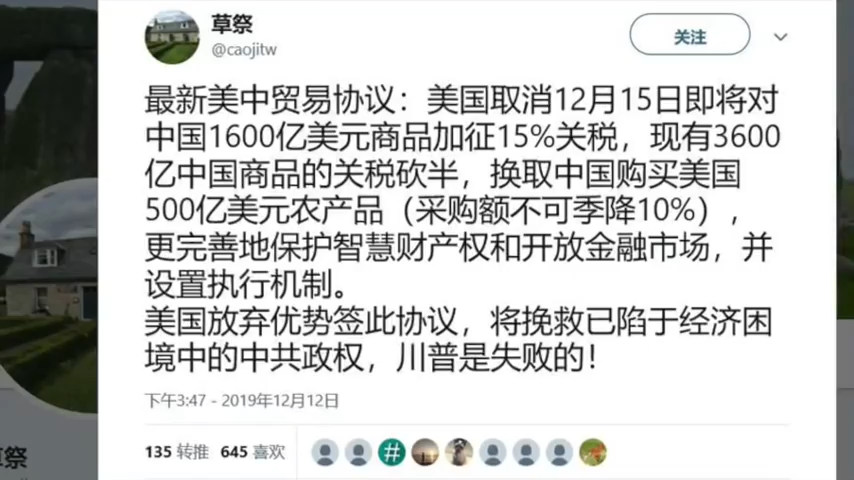 草祭
@caojitw
关注
最新美中贸易协议：美国取消12月15日即将对
中国1600亿美元商品加征15%关税，现有3600
亿中国商品的关税砍半，换取中国购买美国
500亿美元农产品（采购额不可季降10%），
更完善地保护智慧财产权和开放金融市场，并
设置执行机制。
美国放弃优势签此协议，将挽救已陷于经济困
境中的中共政权，川普是失败的！
下午3:47 - 2019年12月12日
135 转推 645 喜欢
#
草祭